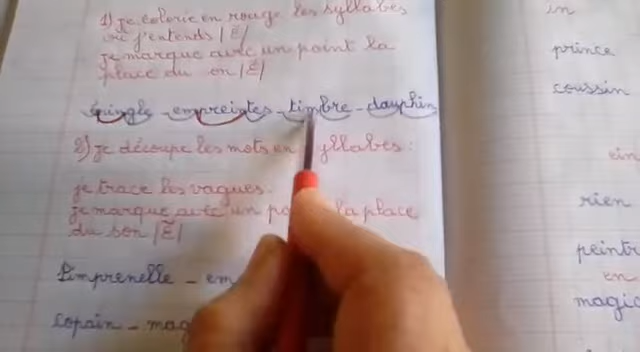 1) je colorie en rouge les syllabes
où j'entends |Ẽ|
je marque avec un point la
place du son |Ẽ|
épingle - empreintes - timbre - dauphin
2) je découpe les mots en syllabes :
je trace les vagues.
je marque avec un po la place
du son |Ẽ|
Pimprenelle - em
copain - mag
in
prince
coussin
ein
rien
peintr
en
magic